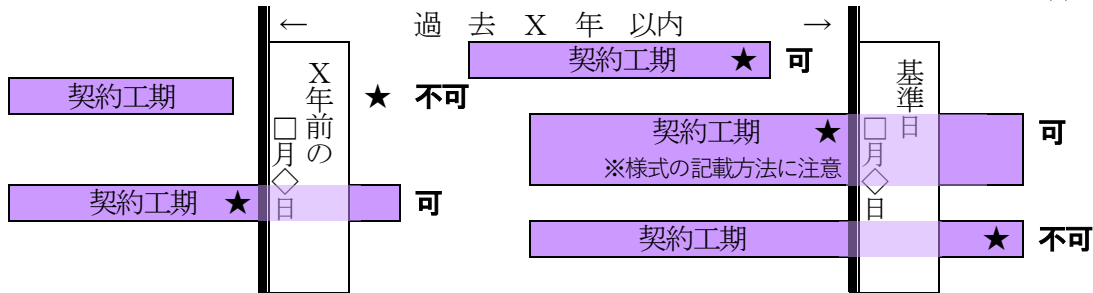 ← 過 去 X 年 以内 →
契約工期 ★ 可
契約工期 ★ 不可
X年前の
□月◇日
基準日
□月◇日
契約工期 ★ 可
※様式の記載方法に注意
契約工期 ★ 可
契約工期 ★ 不可